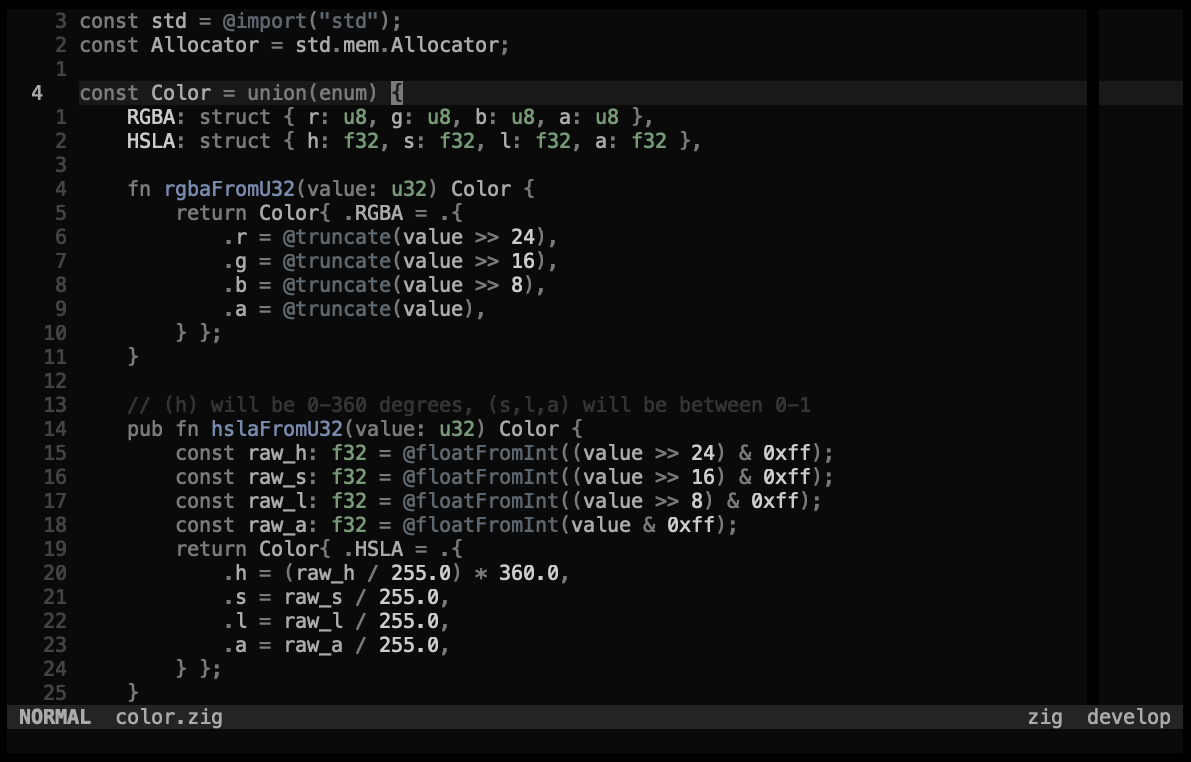 3 const std = @import("std");
2 const Allocator = std.mem.Allocator;
1
4 const Color = union(enum) {
1     RGBA: struct { r: u8, g: u8, b: u8, a: u8 },
2     HSLA: struct { h: f32, s: f32, l: f32, a: f32 },
3
4     fn rgbaFromU32(value: u32) Color {
5         return Color{ .RGBA = .{
6             .r = @truncate(value >> 24),
7             .g = @truncate(value >> 16),
8             .b = @truncate(value >> 8),
9             .a = @truncate(value),
10         } };
11     }
12
13     // (h) will be 0-360 degrees, (s,l,a) will be between 0-1
14     pub fn hslaFromU32(value: u32) Color {
15         const raw_h: f32 = @floatFromInt((value >> 24) & 0xff);
16         const raw_s: f32 = @floatFromInt((value >> 16) & 0xff);
17         const raw_l: f32 = @floatFromInt((value >> 8) & 0xff);
18         const raw_a: f32 = @floatFromInt(value & 0xff);
19         return Color{ .HSLA = .{
20             .h = (raw_h / 255.0) * 360.0,
21             .s = raw_s / 255.0,
22             .l = raw_l / 255.0,
23             .a = raw_a / 255.0,
24         } };
25     }
NORMAL color.zig zig develop